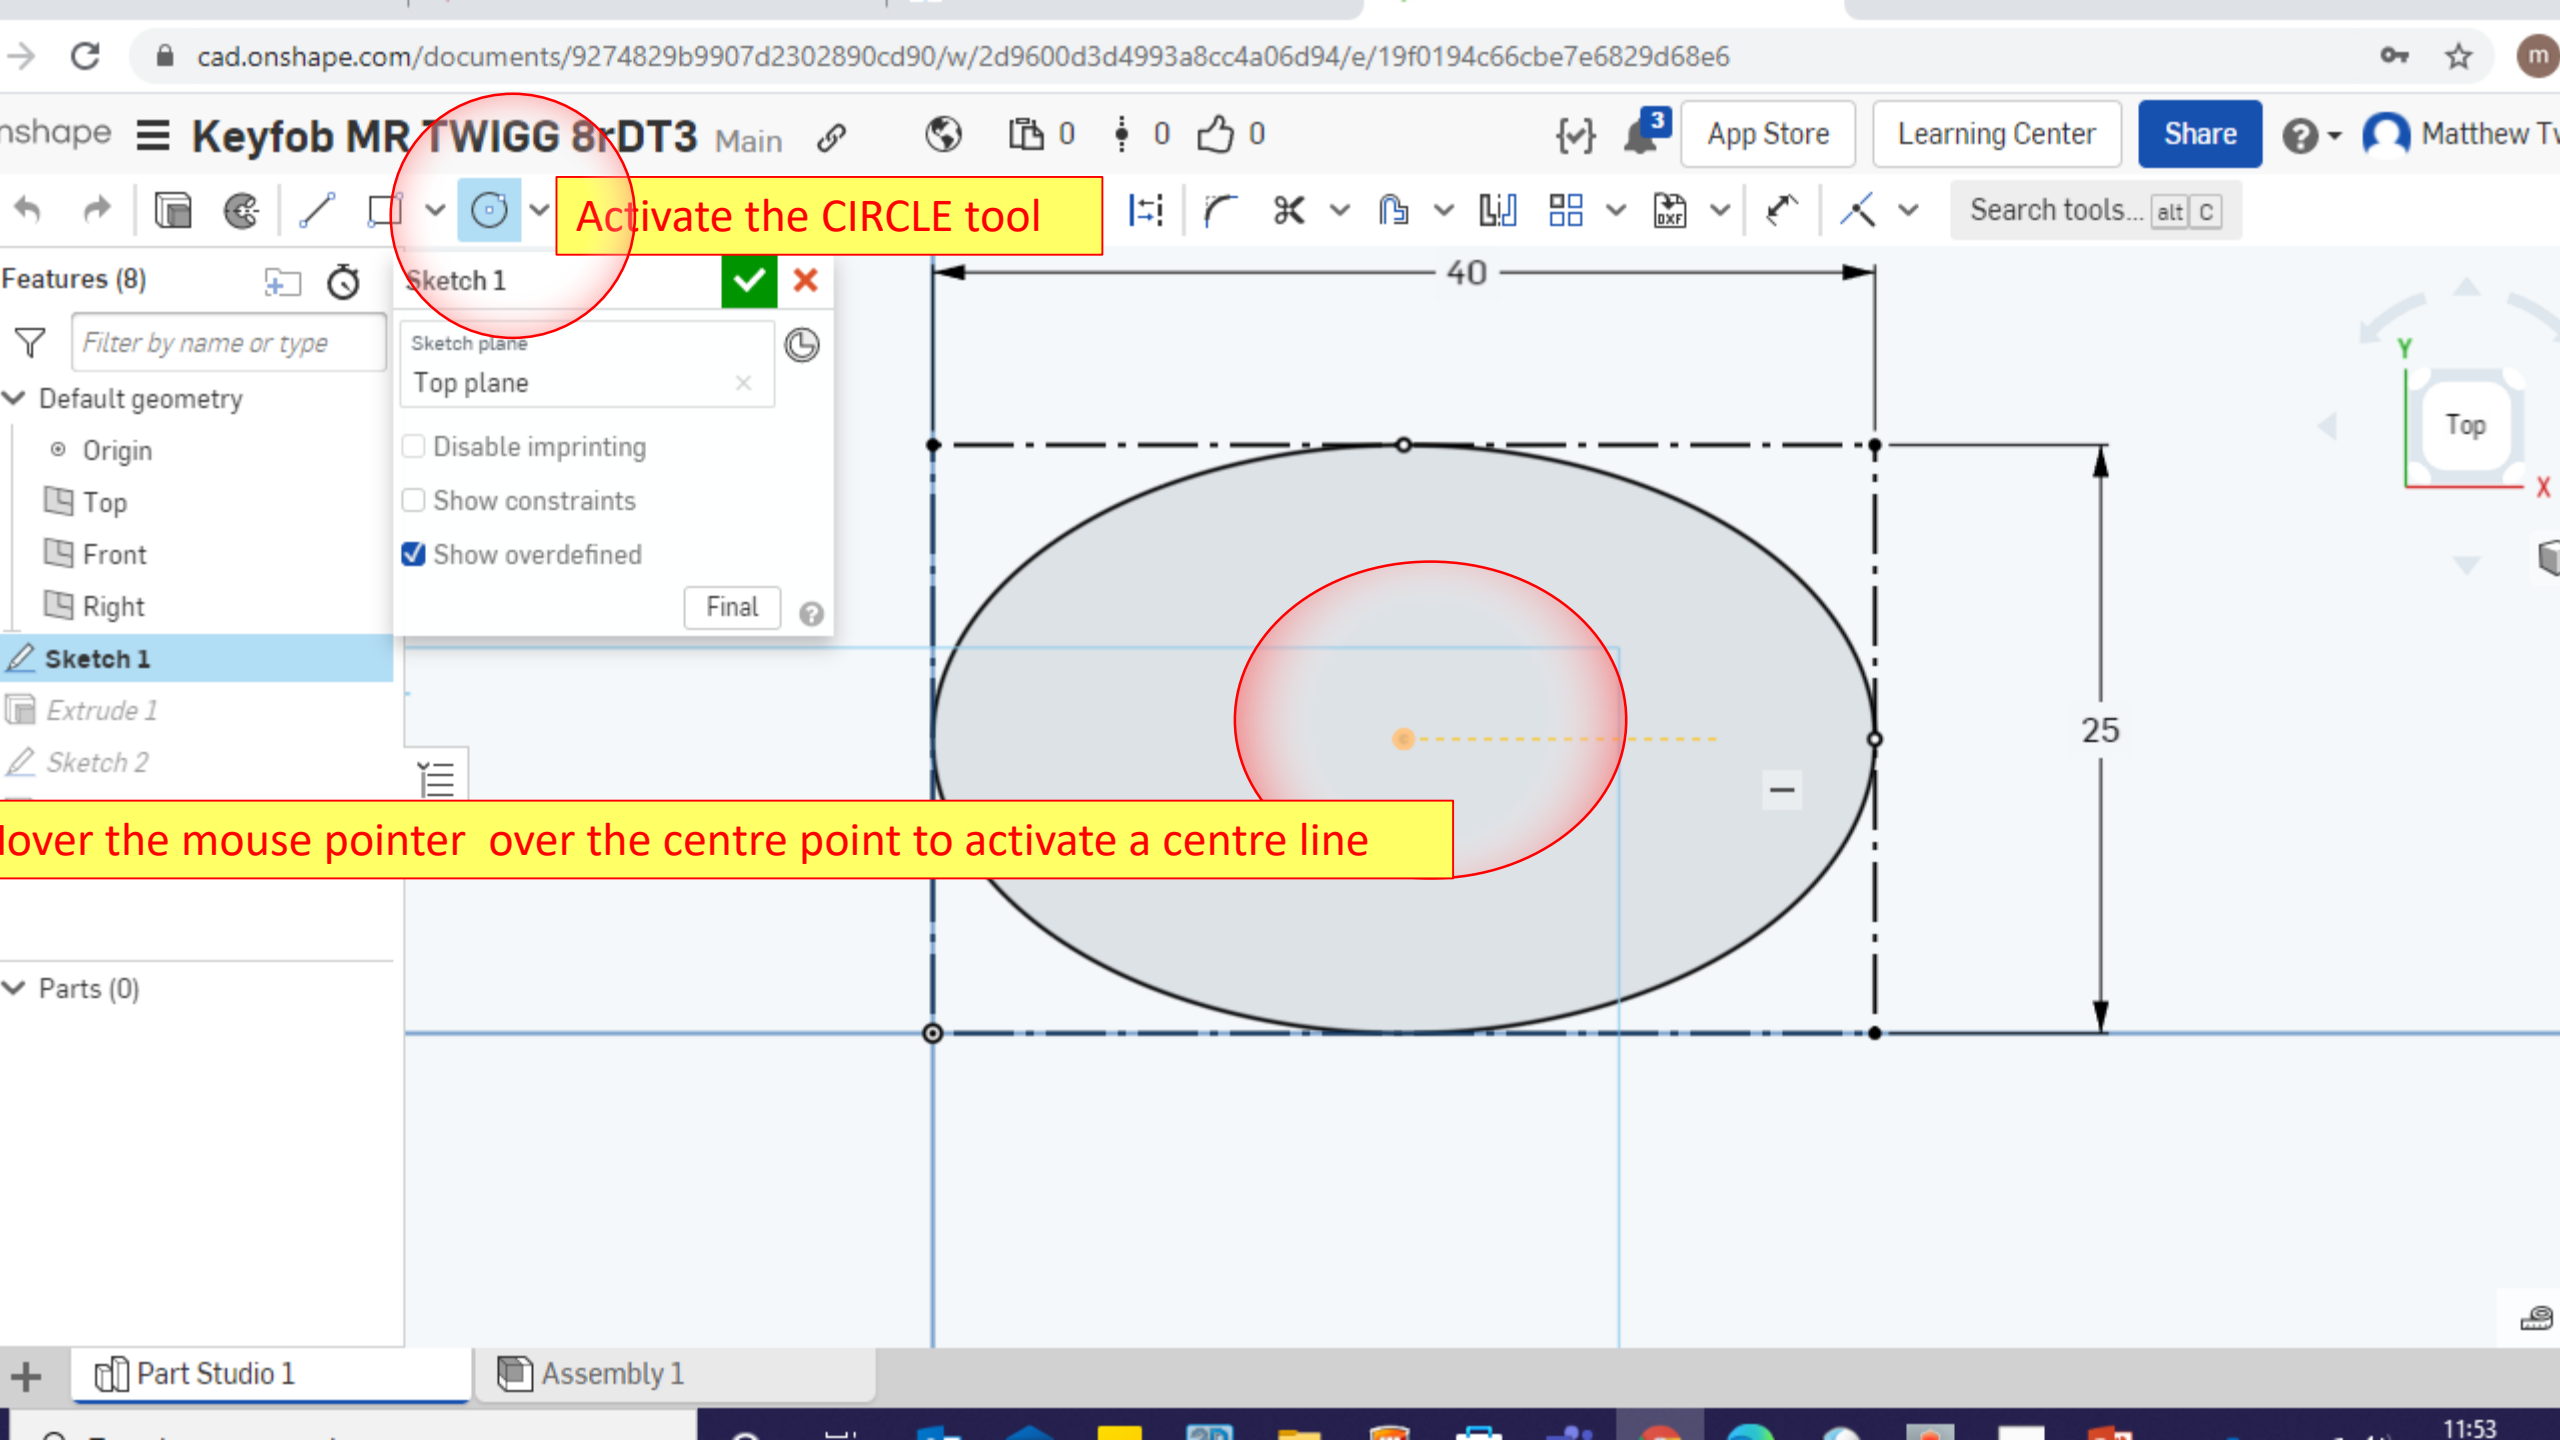 cad.onshape.com/documents/9274829b9907d2302890cd90/w/2d9600d3d4993a8cc4a06d94/e/19f0194c66cbe7e6829d68e6
m
nshape Keyfob MR TWIGG 8rDT3 Main 0 0 0 3 App Store Learning Center Share Matthew Tw
Activate the CIRCLE tool
DXF
Search tools... alt C
Features (8)
Sketch 1
40
Filter by name or type
Sketch plane
Top plane
Default geometry
Origin
Disable imprinting
Top
Show constraints
Front
Show overdefined
Right
Final
Y
Top
X
Sketch 1
Extrude 1
Sketch 2
25
over the mouse pointer  over the centre point to activate a centre line
Parts (0)
Part Studio 1
Assembly 1
11:53